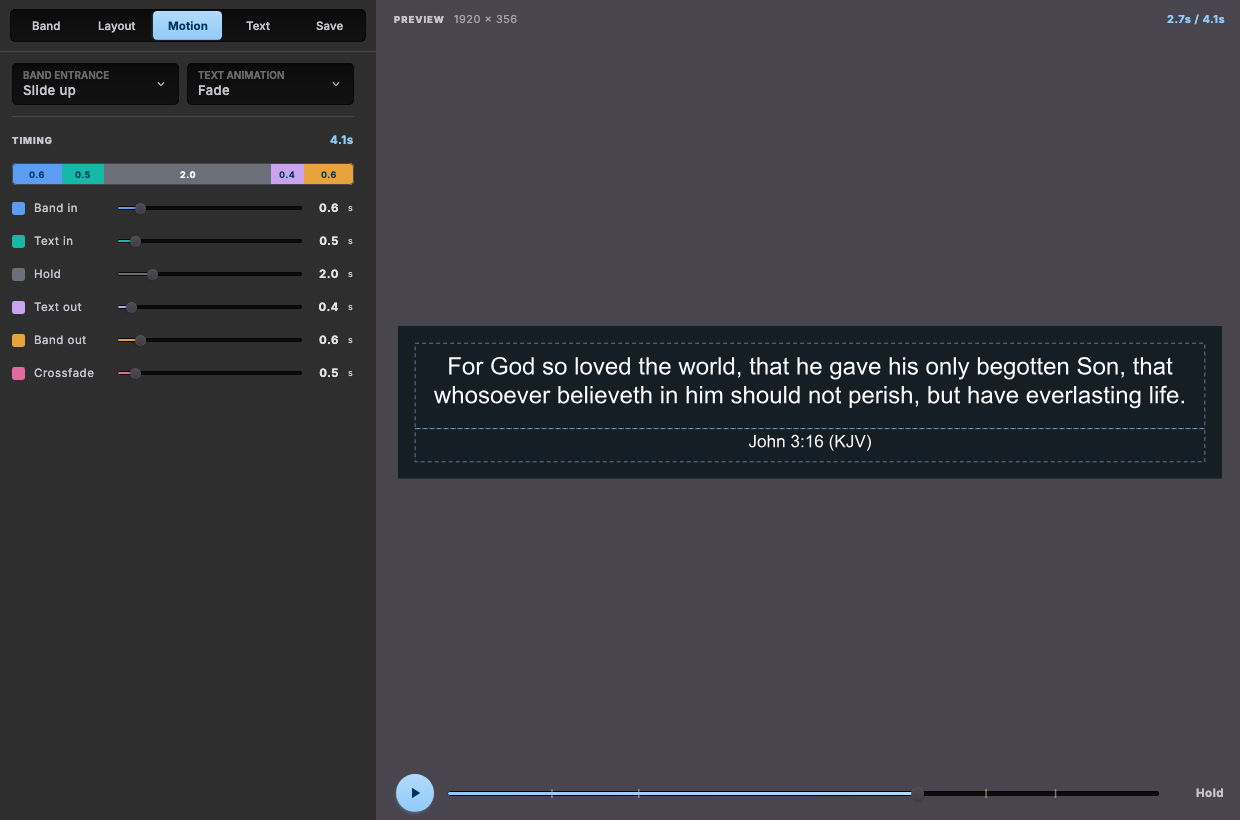 Band
Layout
Motion
Text
Save
BAND ENTRANCE
Slide up
TEXT ANIMATION
Fade
TIMING
4.1s
0.6
0.5
2.0
0.4
0.6
Band in
0.6 s
Text in
0.5 s
Hold
2.0 s
Text out
0.4 s
Band out
0.6 s
Crossfade
0.5 s
PREVIEW 1920 × 356
2.7s / 4.1s
For God so loved the world, that he gave his only begotten Son, that
whosoever believeth in him should not perish, but have everlasting life.
John 3:16 (KJV)
Hold